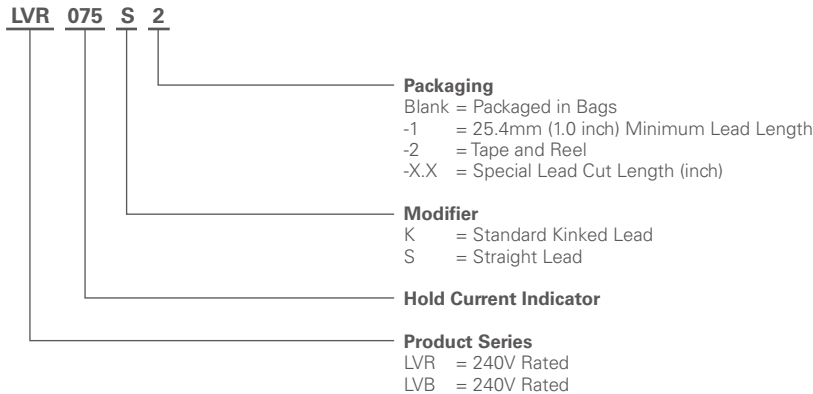 LVR 075 S 2
Packaging
Blank = Packaged in Bags
-1 = 25.4mm (1.0 inch) Minimum Lead Length
-2 = Tape and Reel
-X.X = Special Lead Cut Length (inch)
Modifier
K = Standard Kinked Lead
S = Straight Lead
Hold Current Indicator
Product Series
LVR = 240V Rated
LVB = 240V Rated